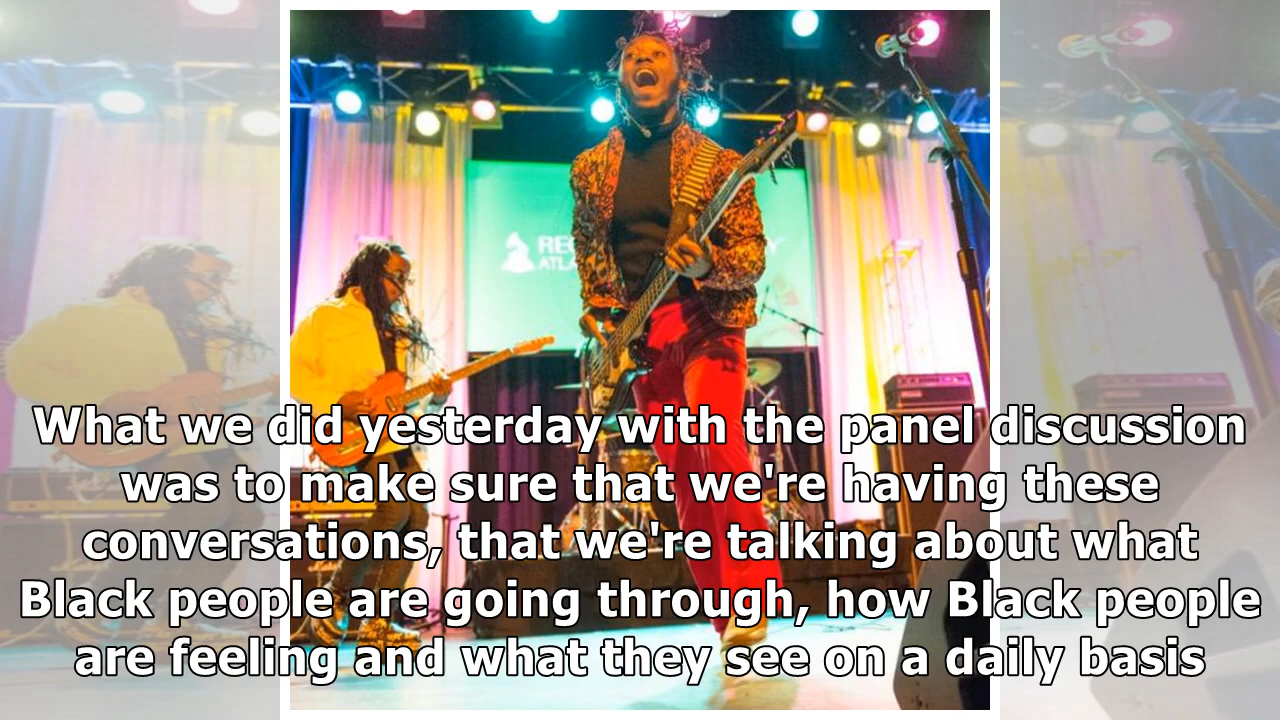 REC
ATLA
Y
What we did yesterday with the panel discussion
was to make sure that we're having these
conversations, that we're talking about what
Black people are going through, how Black people
are feeling and what they see on a daily basis